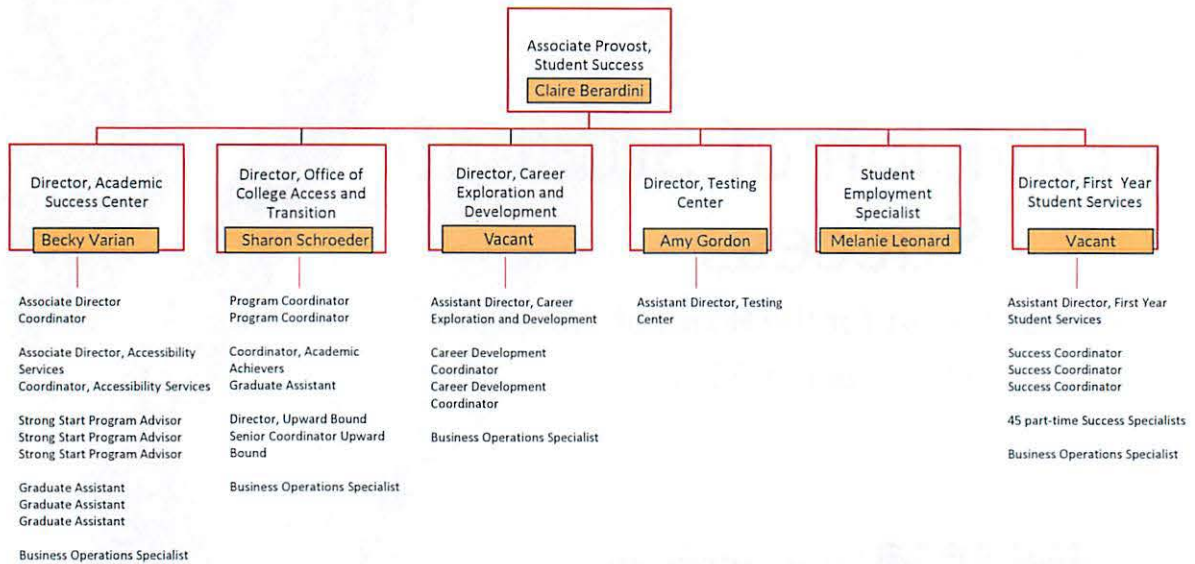 Associate Provost,
Student Success
Claire Berardini
Director, Academic
Success Center
Becky Varian
Associate Director
Coordinator
Associate Director, Accessibility
Services
Coordinator, Accessibility Services
Strong Start Program Advisor
Strong Start Program Advisor
Strong Start Program Advisor
Graduate Assistant
Graduate Assistant
Graduate Assistant
Business Operations Specialist
Director, Office of
College Access and
Transition
Sharon Schroeder
Program Coordinator
Program Coordinator
Coordinator, Academic
Achievers
Graduate Assistant
Director, Upward Bound
Senior Coordinator Upward
Bound
Business Operations Specialist
Director, Career
Exploration and
Development
Vacant
Assistant Director, Career
Exploration and Development
Career Development
Coordinator
Career Development
Coordinator
Business Operations Specialist
Director, Testing
Center
Amy Gordon
Assistant Director, Testing
Center
Student
Employment
Specialist
Melanie Leonard
Director, First Year
Student Services
Vacant
Assistant Director, First Year
Student Services
Success Coordinator
Success Coordinator
Success Coordinator
45 part-time Success Specialists
Business Operations Specialist